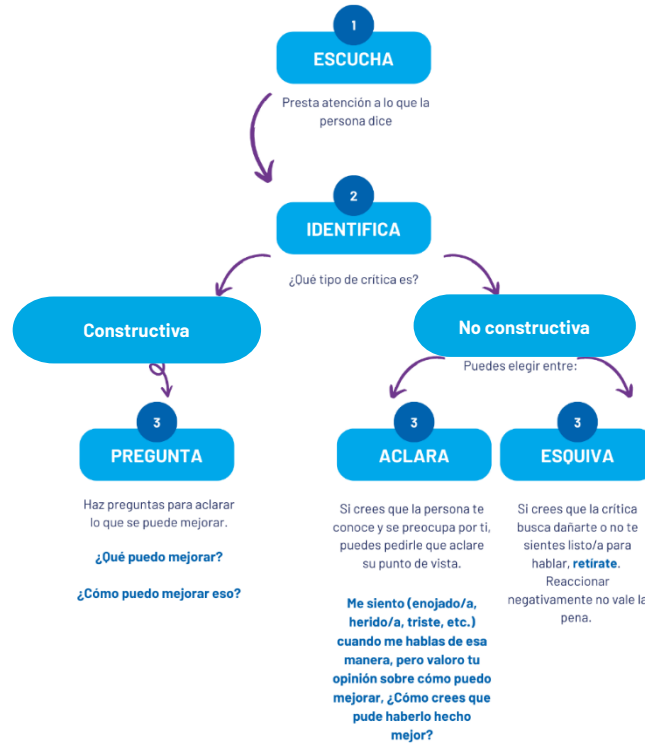 1
ESCUCHA
Presta atención a lo que la
persona dice
2
IDENTIFICA
¿Qué tipo de crítica es?
Constructiva
No constructiva
Puedes elegir entre:
3
PREGUNTA
Haz preguntas para aclarar
lo que se puede mejorar.
¿Qué puedo mejorar?
¿Cómo puedo mejorar eso?
3
ACLARA
Si crees que la persona te
conoce y se preocupa por ti,
puedes pedirle que aclare
su punto de vista.
Me siento (enojado/a,
herido/a, triste, etc.)
cuando me hablas de esa
manera, pero valoro tu
opinión sobre cómo puedo
mejorar, ¿Cómo crees que
pude haberlo hecho
mejor?
3
ESQUIVA
Si crees que la crítica
busca dañarte o no te
sientes listo/a para
hablar, retírate.
Reaccionar
negativamente no vale la
pena.